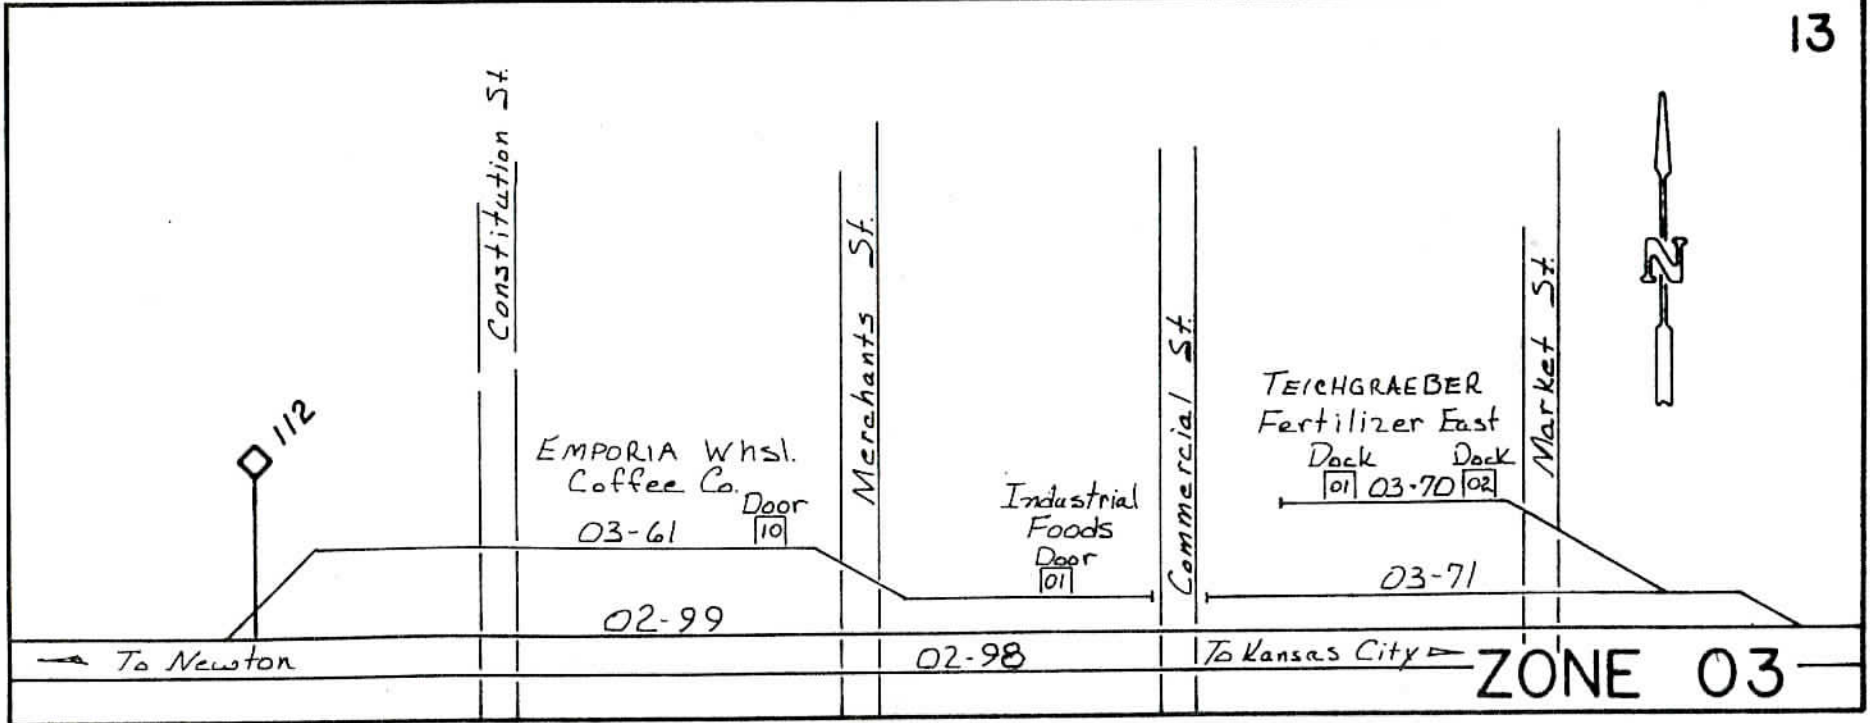 13
Constitution St.
Merchants St.
Commercial St.
Market St.
N
112
EMPORIA Whsl.
Coffee Co.
Door
10
03-61
Industrial
Foods
Door
01
TEICHGRAEBER
Fertilizer East
Dock Dock
01 03-70 02
03-71
02-99
To Newton
02-98
To Kansas City
ZONE 03